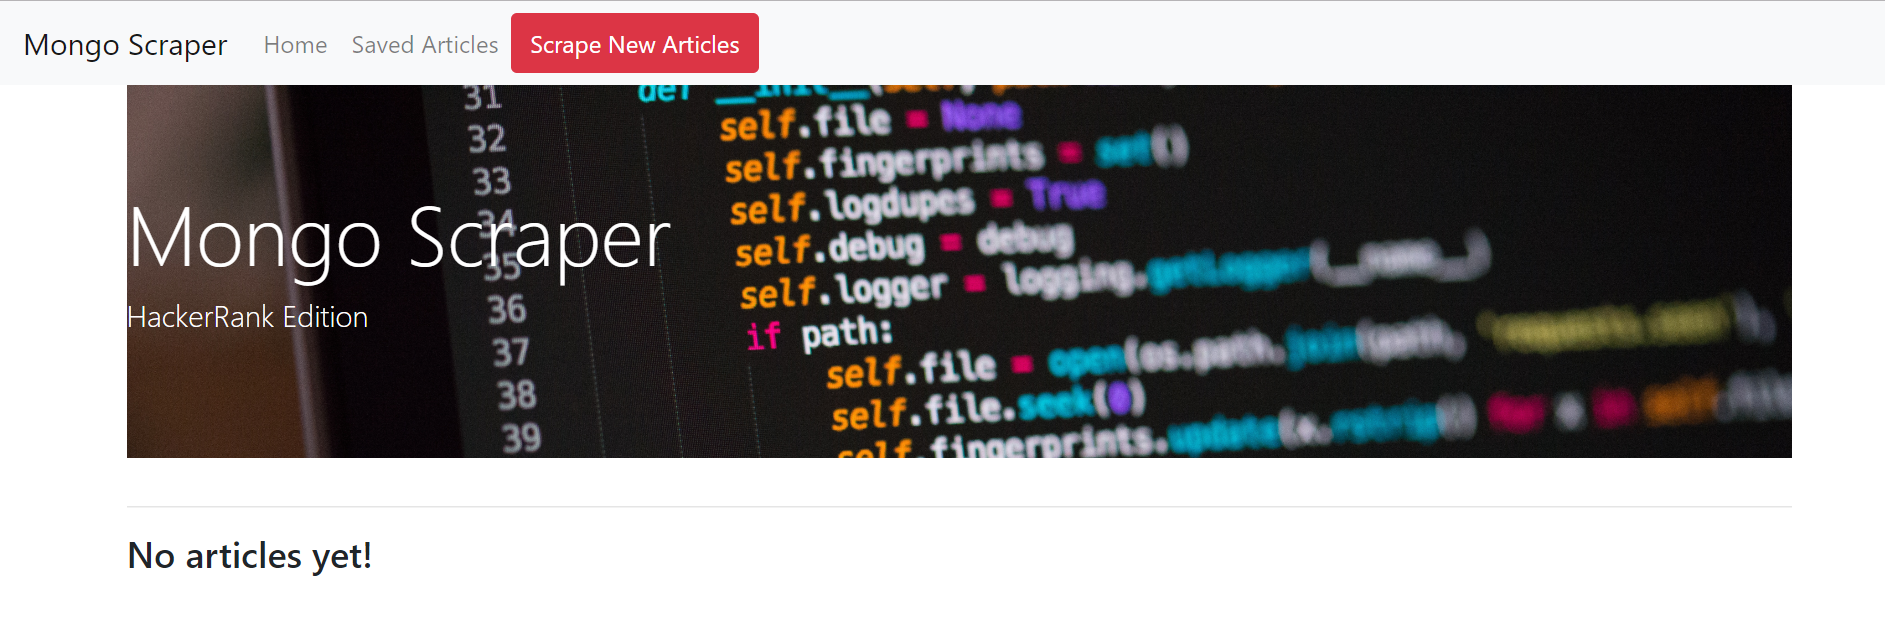 Mongo Scraper Home Saved Articles Scrape New Articles
31 def __init__(self, path
32 self.file = None
33 self.fingerprints = set()
34 self.logdupes = True
35 self.debug = debug
36 self.logger = logging.getLogger(__name__)
37 if path:
38 self.file = open(os.path.join(path, 'requests.seen'),
39 self.file.seek(0)
self.fingerprints.update(x.rstrip() for x in self.file
Mongo Scraper
HackerRank Edition
No articles yet!